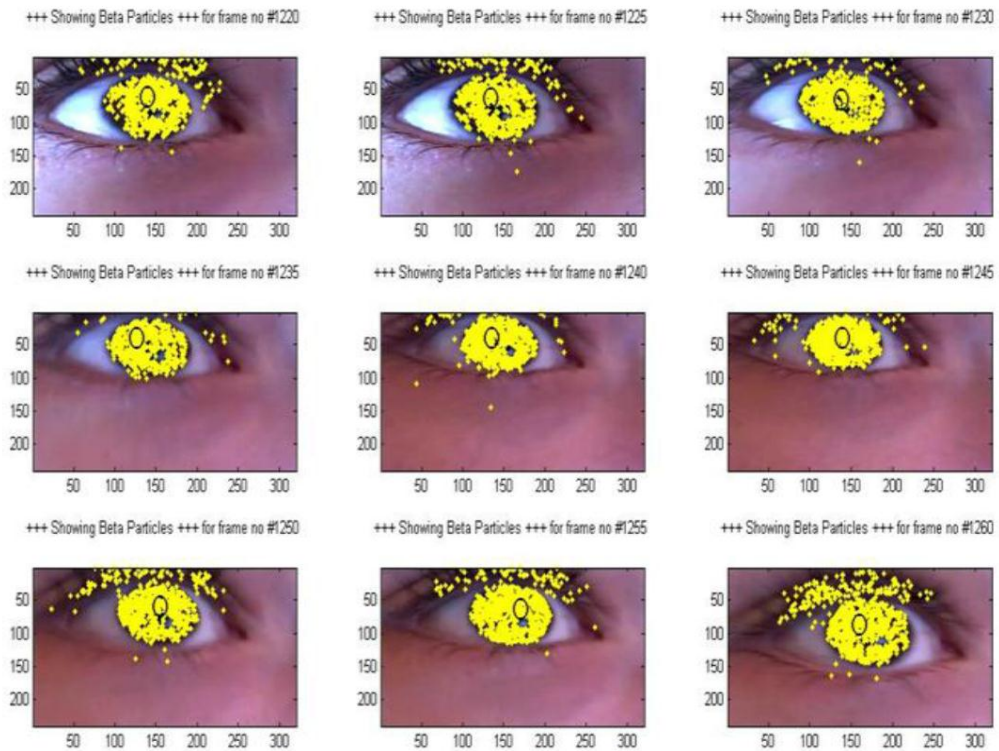 +++ Showing Beta Particles +++ for frame no #1220
+++ Showing Beta Particles +++ for frame no #1225
+++ Showing Beta Particles +++ for frame no #1230
50
100
150
200
50 100 150 200 250 300
50
100
150
200
50 100 150 200 250 300
50
100
150
200
50 100 150 200 250 300
+++ Showing Beta Particles +++ for frame no #1235
+++ Showing Beta Particles +++ for frame no #1240
+++ Showing Beta Particles +++ for frame no #1245
50
100
150
200
50 100 150 200 250 300
50
100
150
200
50 100 150 200 250 300
50
100
150
200
50 100 150 200 250 300
+++ Showing Beta Particles +++ for frame no #1250
+++ Showing Beta Particles +++ for frame no #1255
+++ Showing Beta Particles +++ for frame no #1260
50
100
150
200
50 100 150 200 250 300
50
100
150
200
50 100 150 200 250 300
50
100
150
200
50 100 150 200 250 300